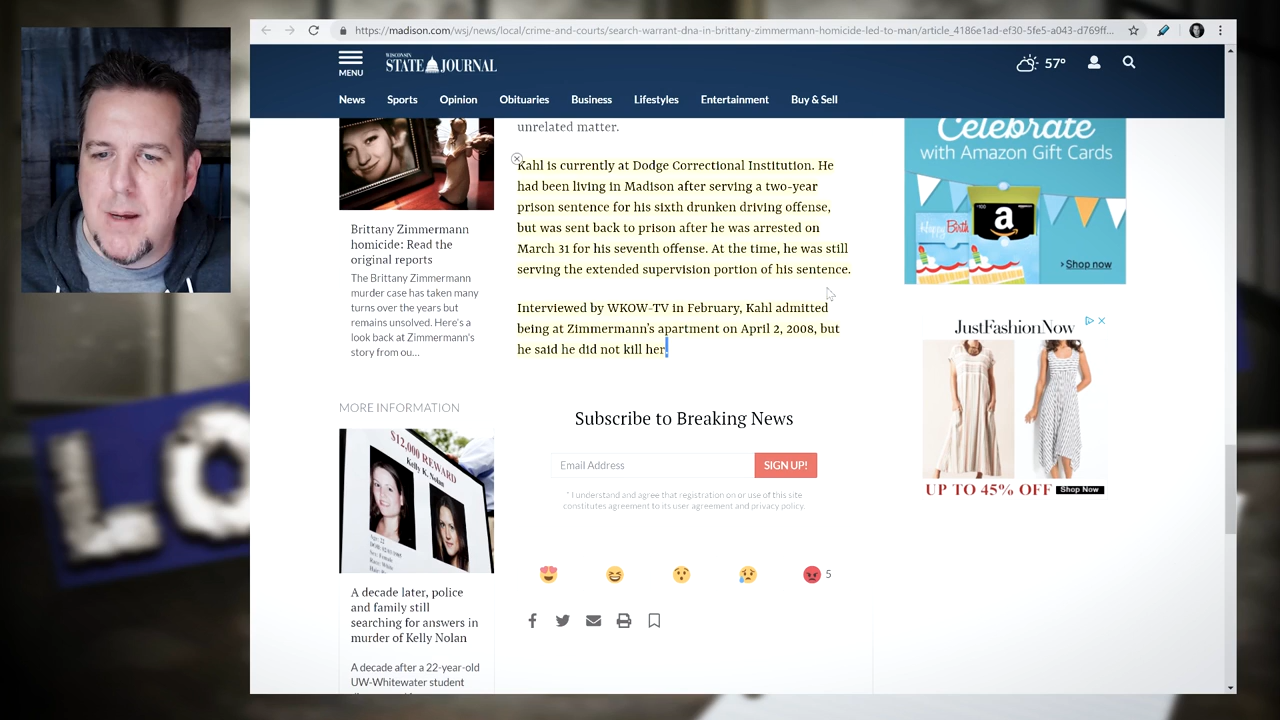 https://madison.com/wsj/news/local/crime-and-courts/search-warrant-dna-in-brittany-zimmermann-homicide-led-to-man/article_4186e1ad-ef30-5fe5-a043-d769ff...
MENU
WISCONSIN
STATE JOURNAL
57°
News
Sports
Opinion
Obituaries
Business
Lifestyles
Entertainment
Buy & Sell
unrelated matter.
Kahl is currently at Dodge Correctional Institution. He
had been living in Madison after serving a two-year
prison sentence for his sixth drunken driving offense,
but was sent back to prison after he was arrested on
March 31 for his seventh offense. At the time, he was still
serving the extended supervision portion of his sentence.
Interviewed by WKOW-TV in February, Kahl admitted
being at Zimmermann's apartment on April 2, 2008, but
he said he did not kill her.
Brittany Zimmermann
homicide: Read the
original reports
The Brittany Zimmermann
murder case has taken many
turns over the years but
remains unsolved. Here's a
look back at Zimmermann's
story from ou...
MORE INFORMATION
$12,000 REWARD
Kelly K. Nolan
A decade later, police
and family still
searching for answers in
murder of Kelly Nolan
A decade after a 22-year-old
UW-Whitewater student
Subscribe to Breaking News
Email Address
SIGN UP!
* I understand and agree that registration on or use of this site
constitutes agreement to its user agreement and privacy policy.
5
Celebrate
with Amazon Gift Cards
a
Happy Birth
Shop now
JUSTFASHIONNOW
UP TO 45% OFF
Shop Now
LO